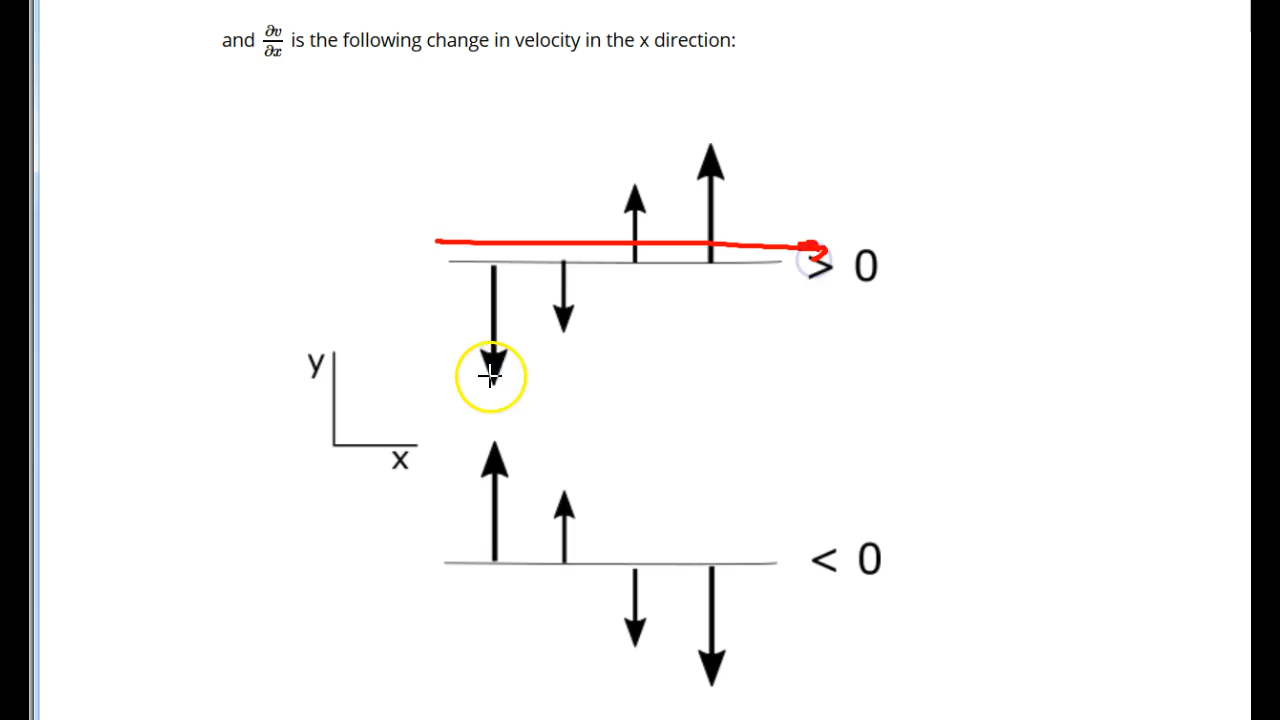 and ∂v/∂x is the following change in velocity in the x direction:
> 0
y
x
< 0